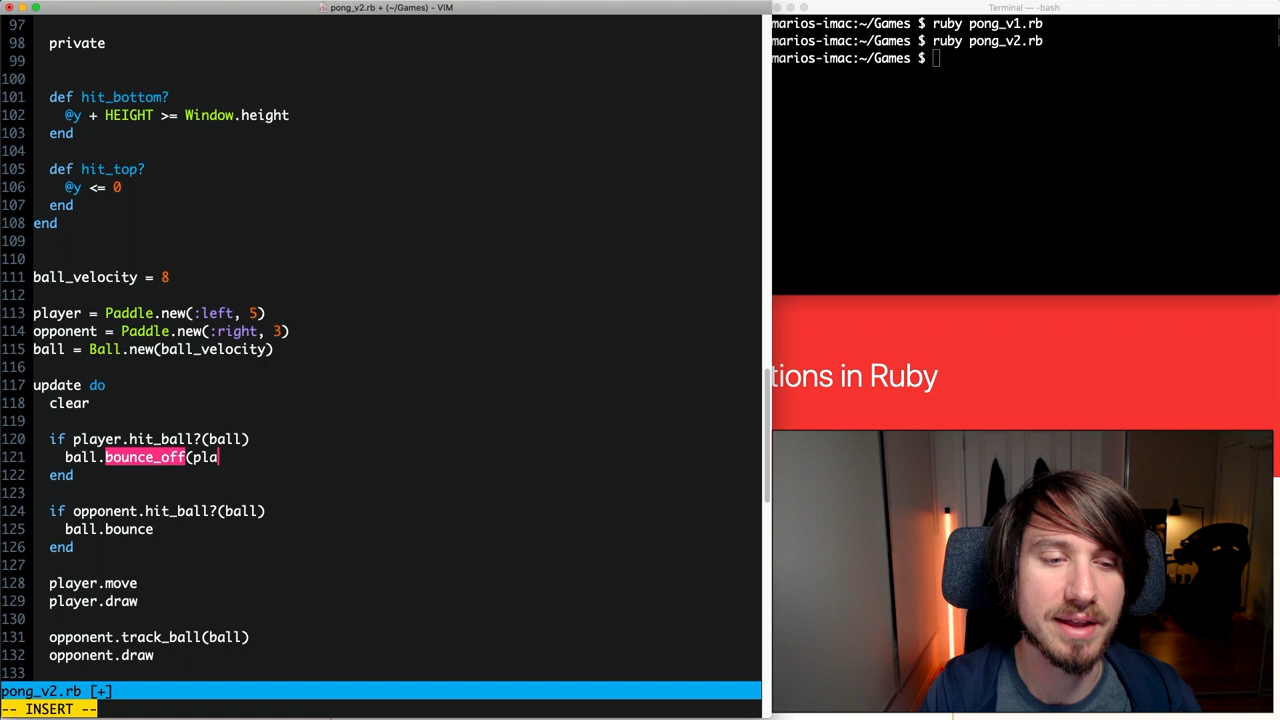 pong_v2.rb + (~/Games) - VIM
97
98 private
99
100
101 def hit_bottom?
102 @y + HEIGHT >= Window.height
103 end
104
105 def hit_top?
106 @y <= 0
107 end
108 end
109
110
111 ball_velocity = 8
112
113 player = Paddle.new(:left, 5)
114 opponent = Paddle.new(:right, 3)
115 ball = Ball.new(ball_velocity)
116
117 update do
118 clear
119
120 if player.hit_ball?(ball)
121 ball.bounce_off(pla
122 end
123
124 if opponent.hit_ball?(ball)
125 ball.bounce
126 end
127
128 player.move
129 player.draw
130
131 opponent.track_ball(ball)
132 opponent.draw
133
pong_v2.rb [+]
-- INSERT --
Terminal — -bash
marios-imac:~/Games $ ruby pong_v1.rb
marios-imac:~/Games $ ruby pong_v2.rb
marios-imac:~/Games $
tions in Ruby